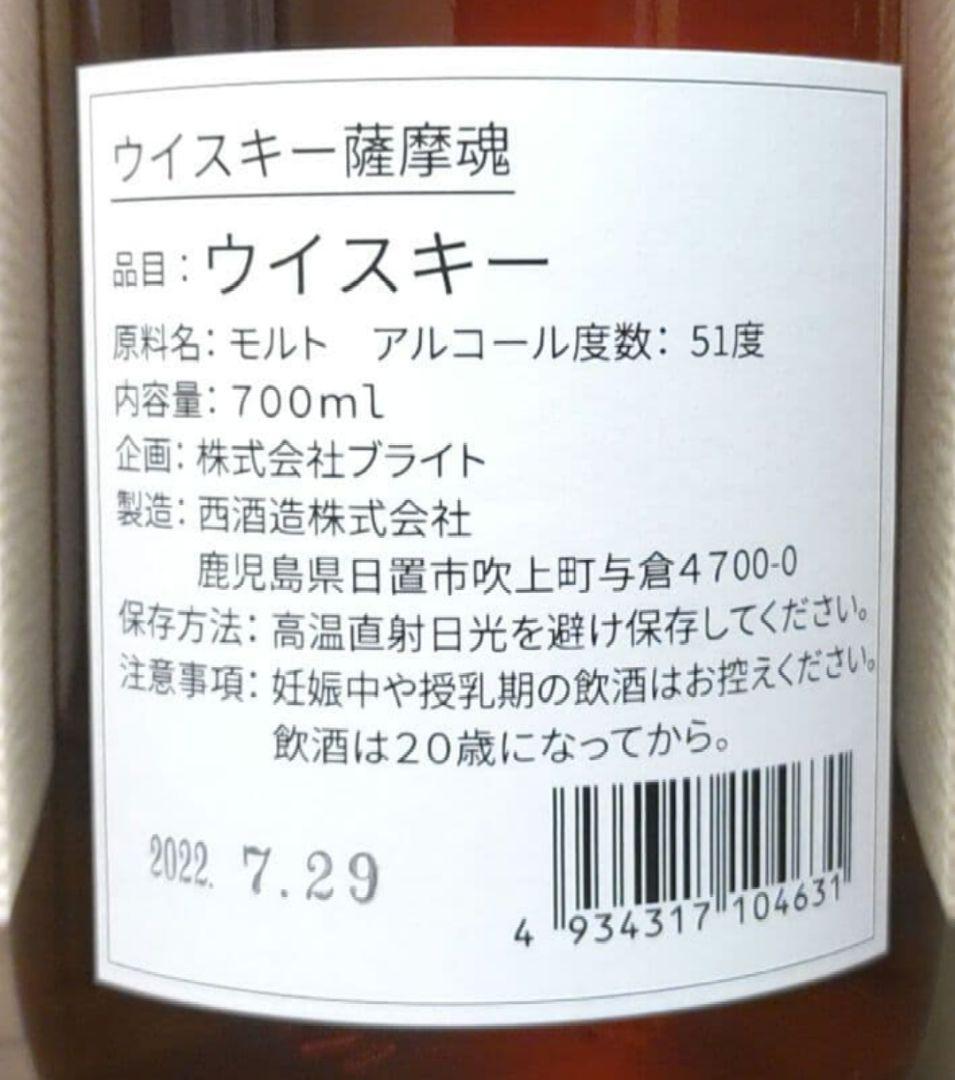 ウイスキー薩摩魂
品目：ウイスキー
原料名：モルト　アルコール度数：51度
内容量：700ml
企画：株式会社ブライト
製造：西酒造株式会社
鹿児島県日置市吹上町与倉4700-0
保存方法：高温直射日光を避け保存してください。
注意事項：妊娠中や授乳期の飲酒はお控えください。
飲酒は20歳になってから。
2022. 7.29
4 934317 104631